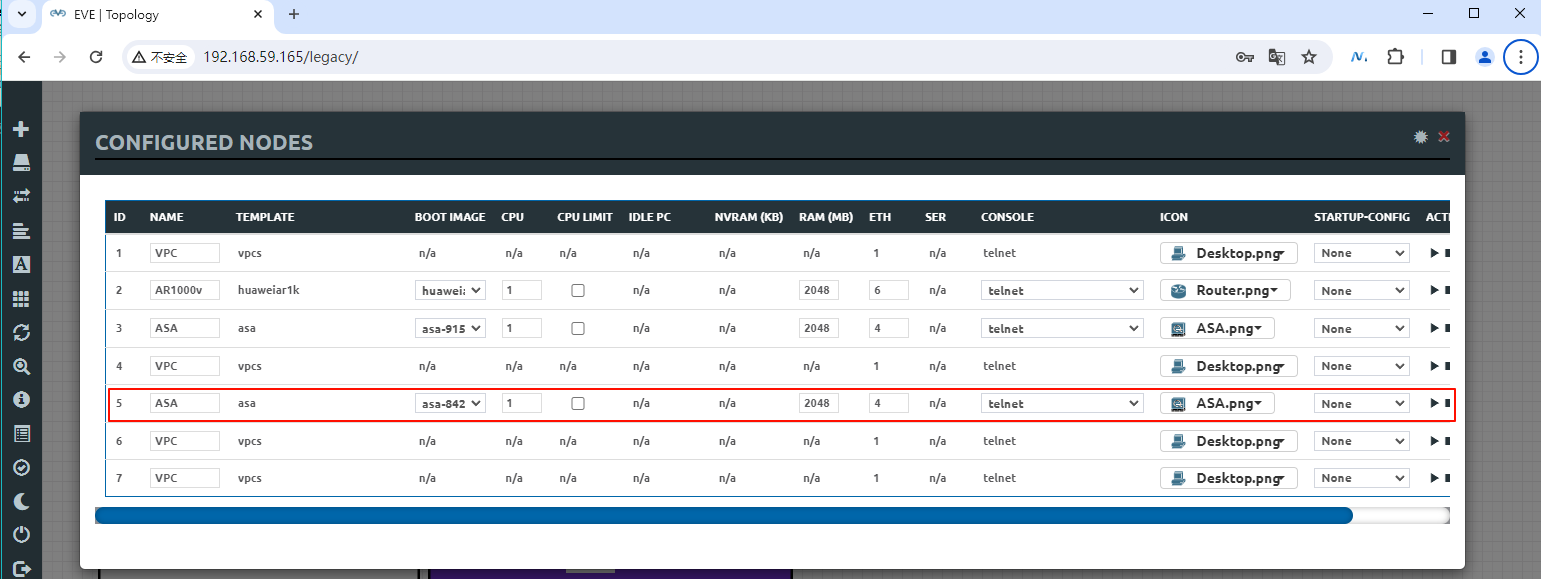 EVE | Topology
不安全 192.168.59.165/legacy/
CONFIGURED NODES
ID NAME TEMPLATE BOOT IMAGE CPU CPU LIMIT IDLE PC NVRAM (KB) RAM (MB) ETH SER CONSOLE ICON STARTUP-CONFIG ACTI
1 VPC vpcs n/a n/a n/a n/a n/a n/a 1 n/a telnet Desktop.png None
2 AR1000v huaweiar1k huaweia 1 n/a n/a 2048 6 n/a telnet Router.png None
3 ASA asa asa-915 1 n/a n/a 2048 4 n/a telnet ASA.png None
4 VPC vpcs n/a n/a n/a n/a n/a n/a 1 n/a telnet Desktop.png None
5 ASA asa asa-842 1 n/a n/a 2048 4 n/a telnet ASA.png None
6 VPC vpcs n/a n/a n/a n/a n/a n/a 1 n/a telnet Desktop.png None
7 VPC vpcs n/a n/a n/a n/a n/a n/a 1 n/a telnet Desktop.png None